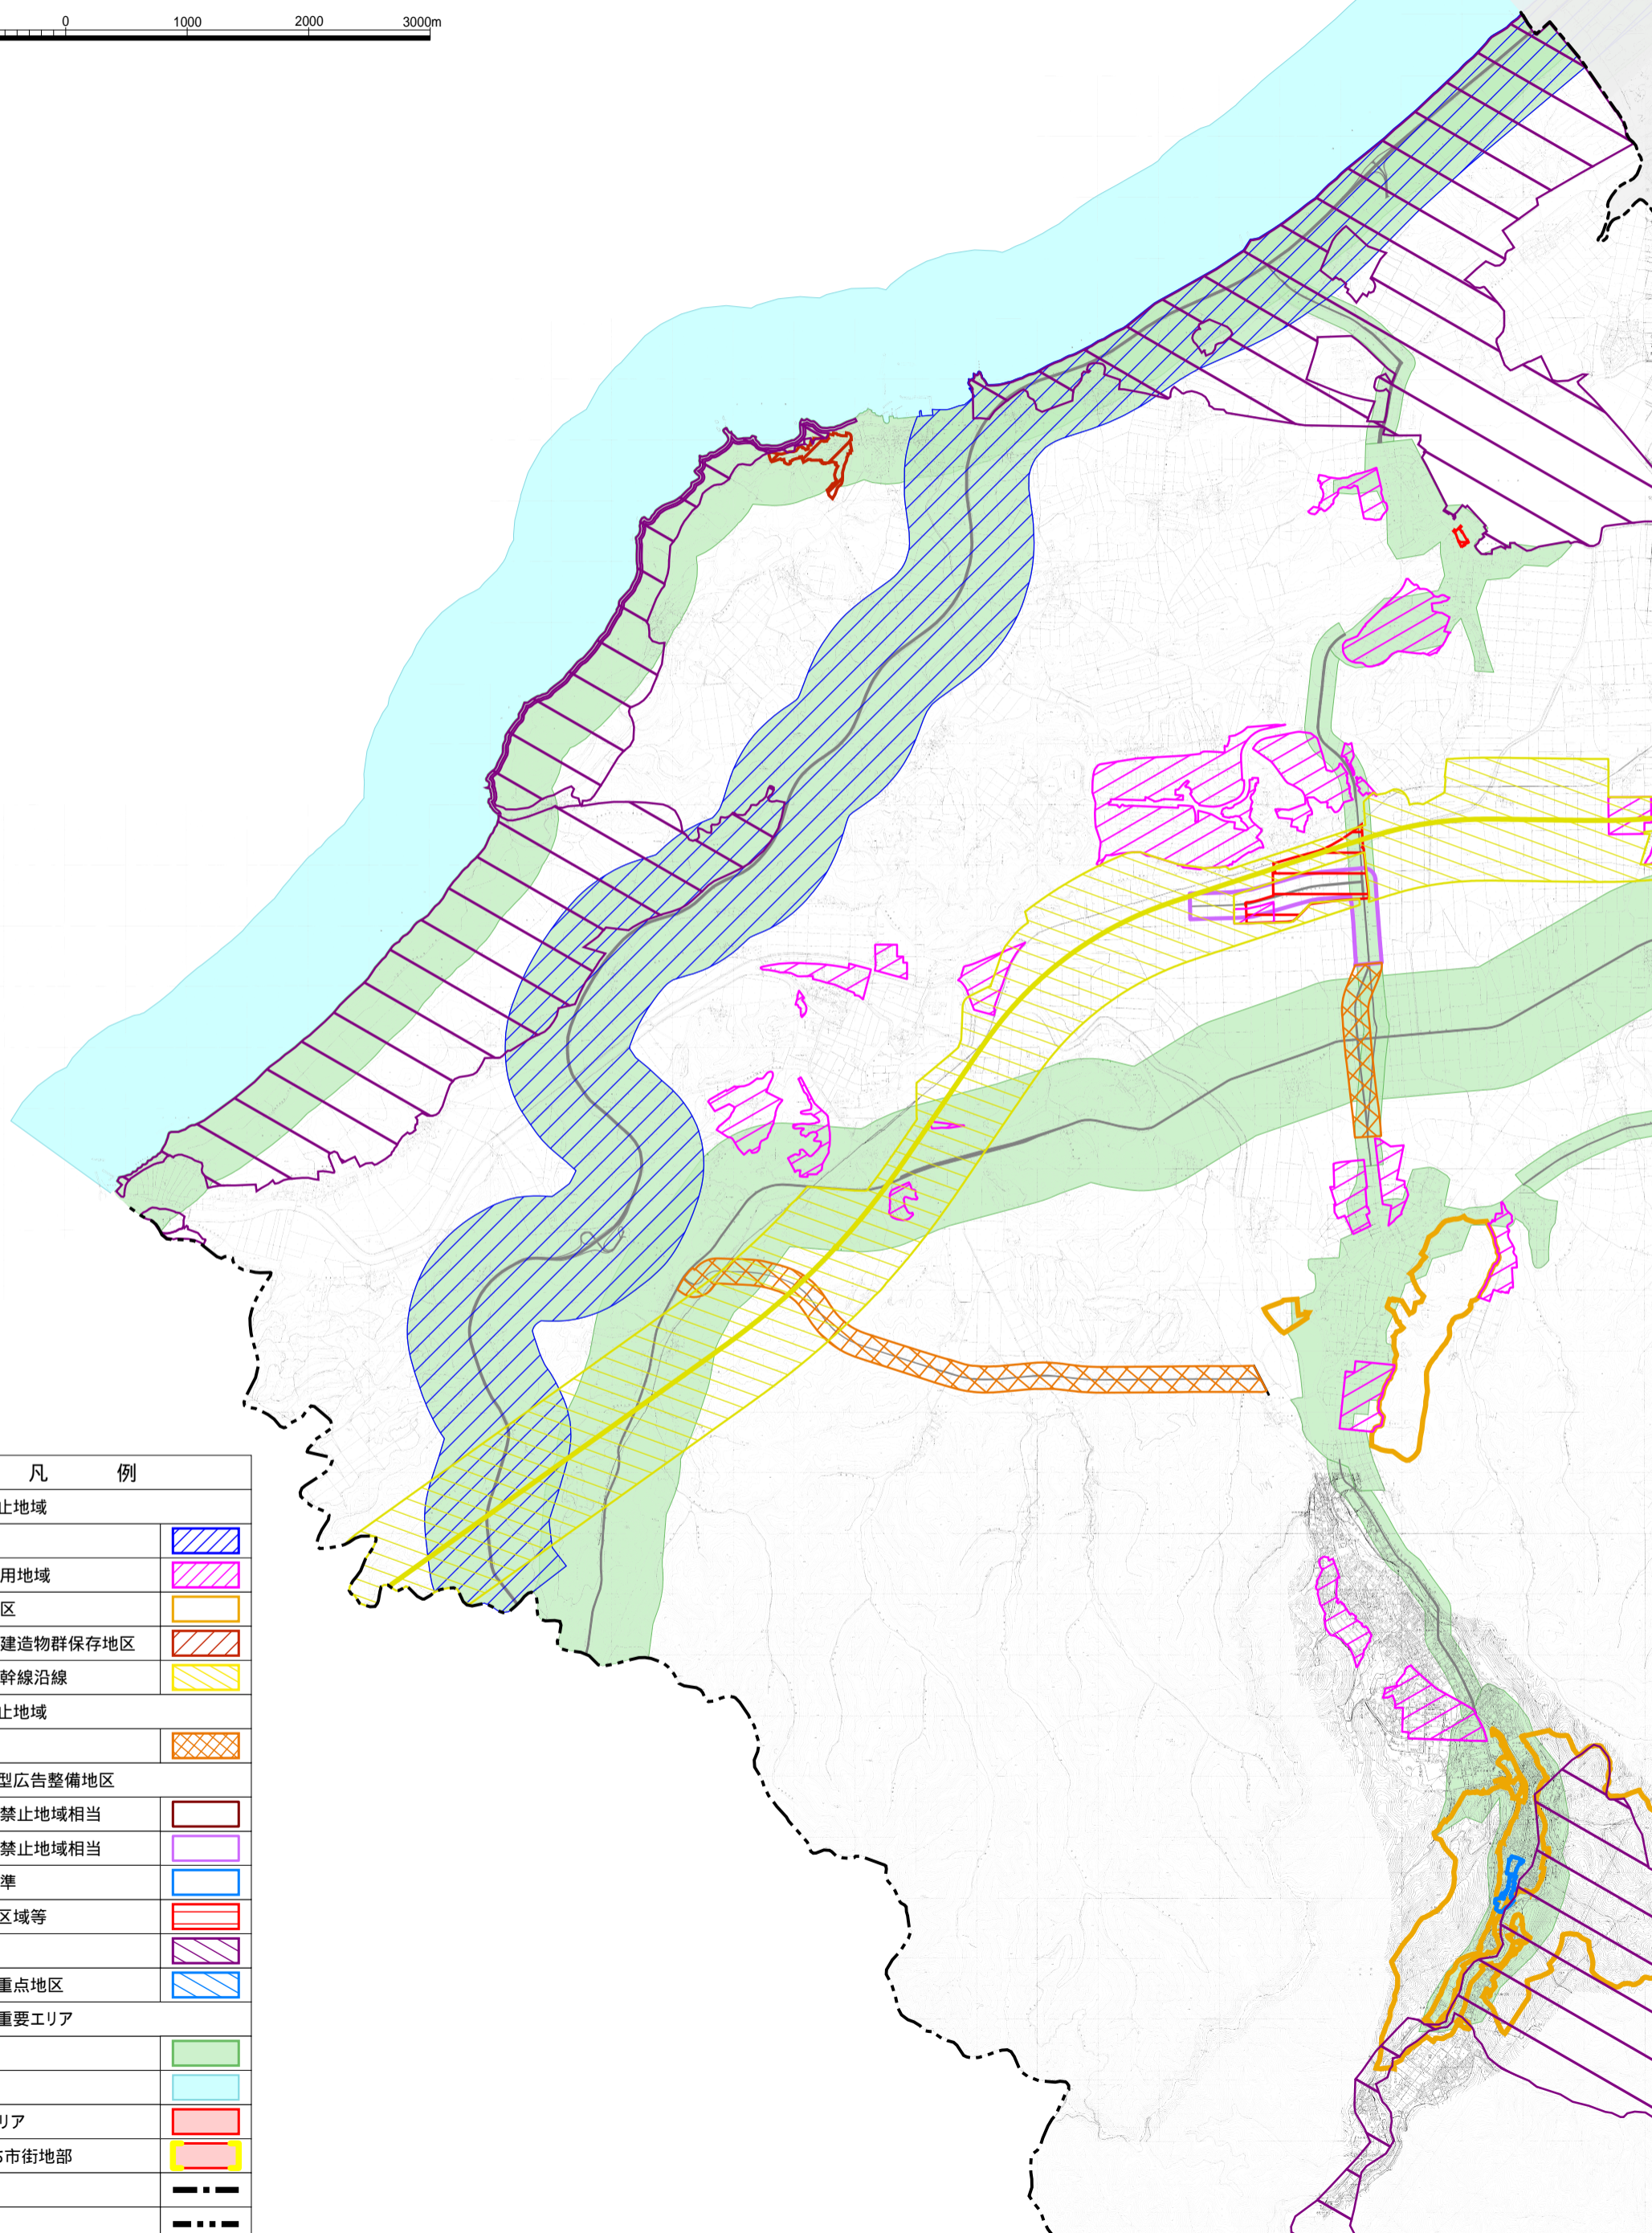 0 1000 2000 3000m
凡 例
止地域
用地域
区
建造物群保存地区
幹線沿線
止地域
型広告整備地区
禁止地域相当
禁止地域相当
準
区域等
重点地区
重要エリア
リア
市街地部